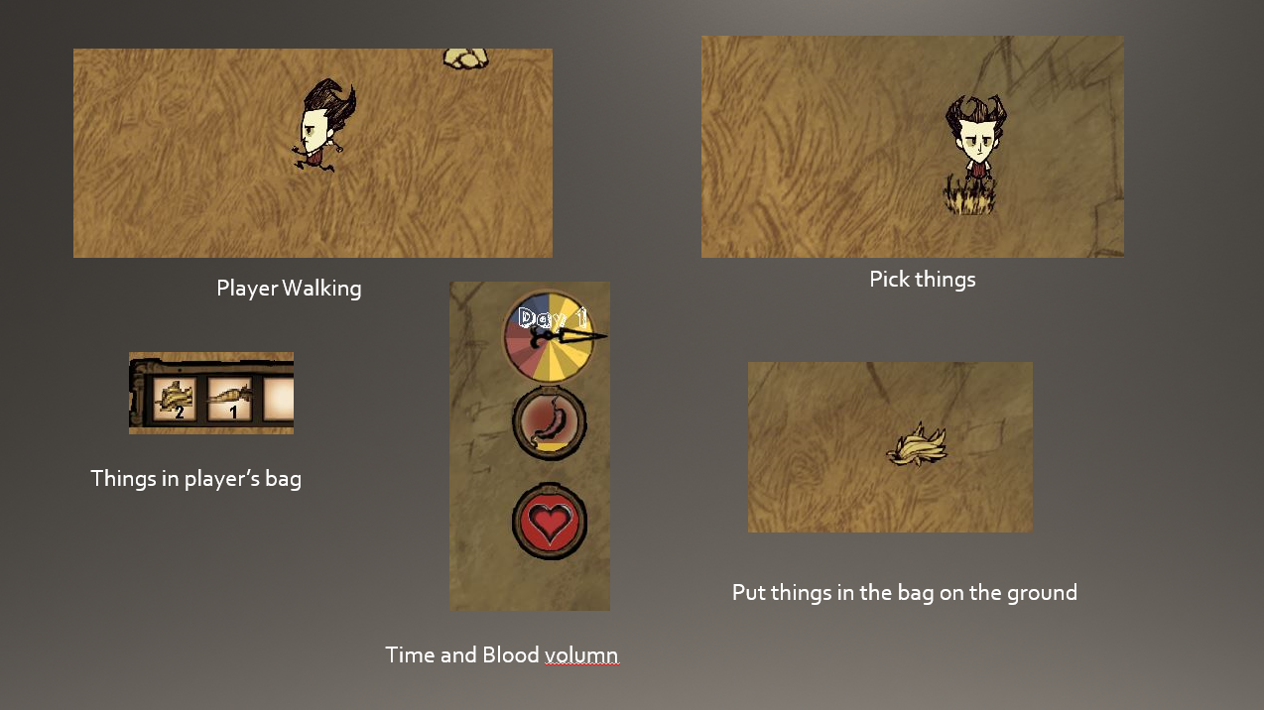 Player Walking
Pick things
Day 1
2
1
Things in player's bag
Put things in the bag on the ground
Time and Blood volumn